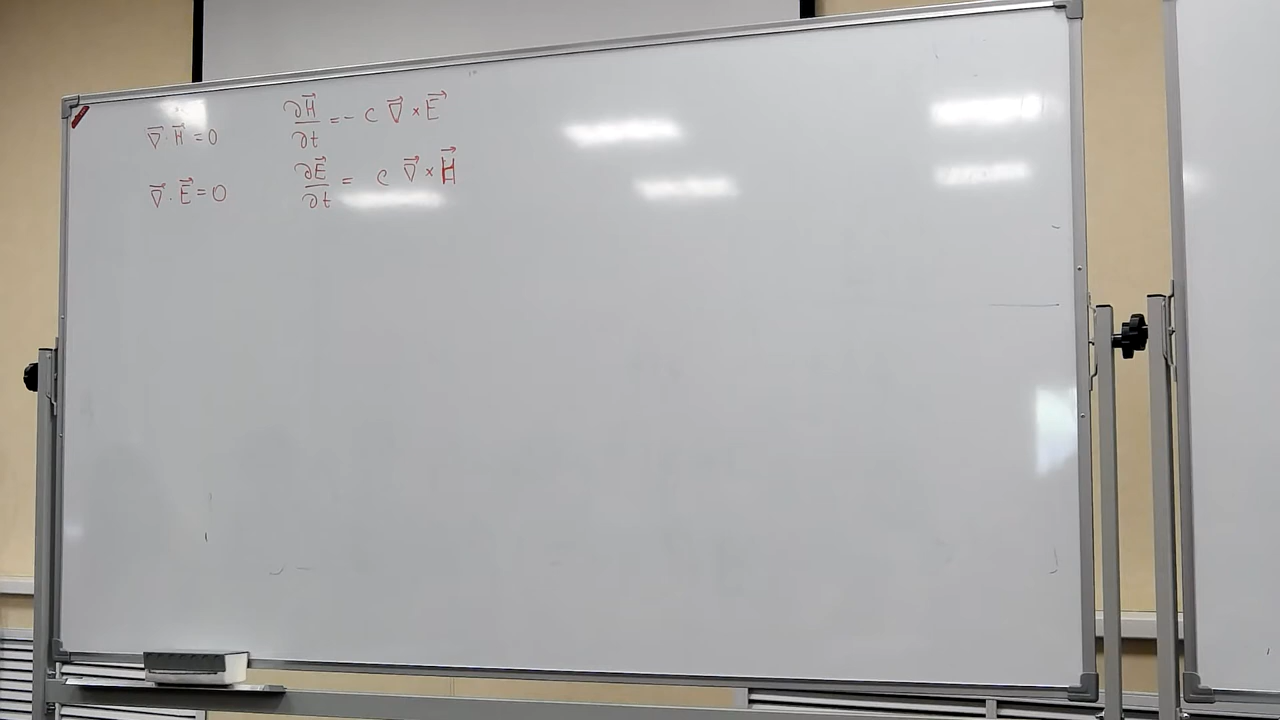 ∇⃗ · H⃗ = 0
∇⃗ · E⃗ = 0
∂H⃗/∂t = − c ∇⃗ × E⃗
∂E⃗/∂t = c ∇⃗ × H⃗